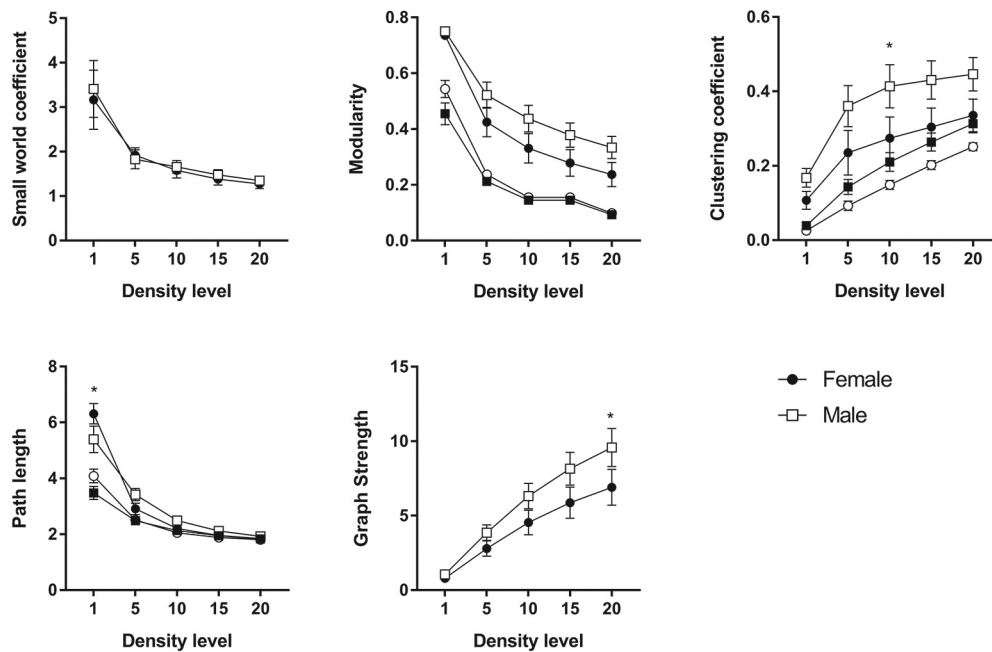 Small world coefficient
5
4
3
2
1
0
1 5 10 15 20
Density level
Modularity
0.8
0.6
0.4
0.2
0.0
1 5 10 15 20
Density level
Clustering coefficient
0.6
0.4
0.2
0.0
*
1 5 10 15 20
Density level
Path length
8
6
4
2
0
*
1 5 10 15 20
Density level
Graph Strength
15
10
5
0
*
1 5 10 15 20
Density level
Female
Male